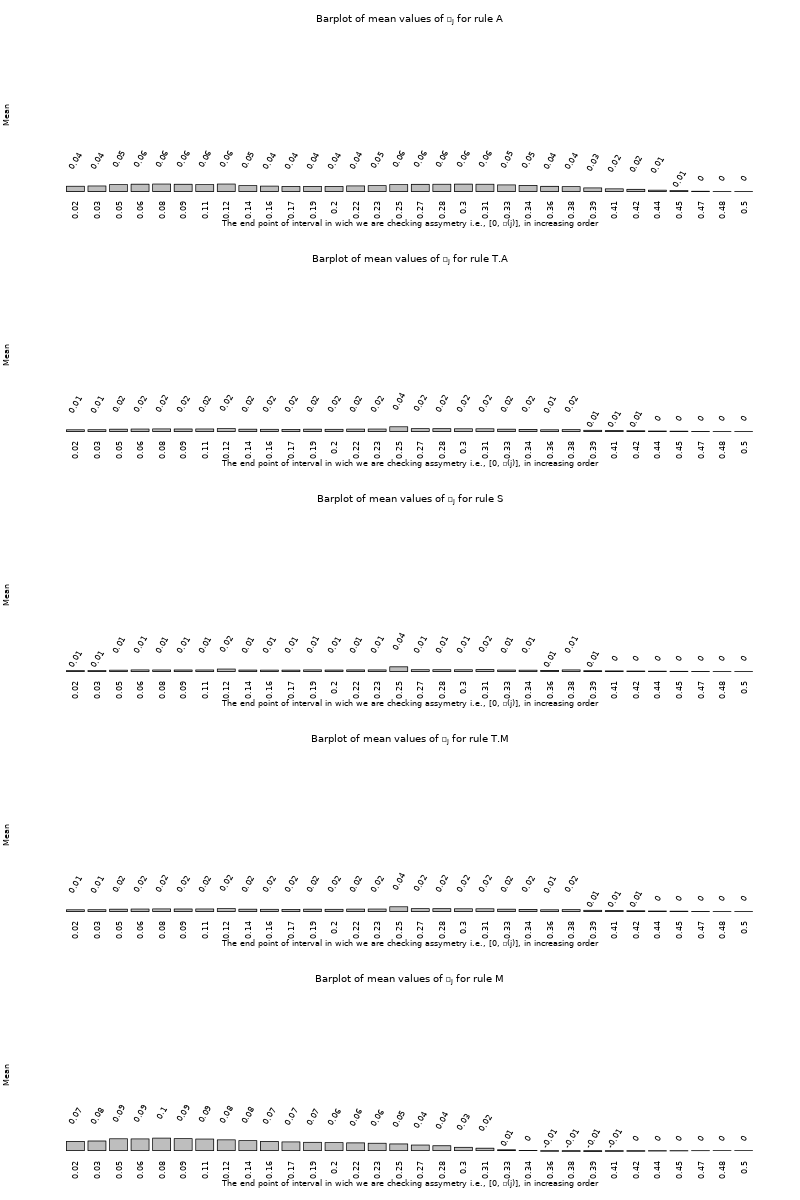 Barplot of mean values of □j for rule A
Mean
0.04 0.04 0.05 0.06 0.06 0.06 0.06 0.06 0.05 0.04 0.04 0.04 0.04 0.04 0.05 0.06 0.06 0.06 0.06 0.06 0.05 0.05 0.04 0.04 0.03 0.02 0.02 0.01 0.01 0 0 0
0.02 0.03 0.05 0.06 0.08 0.09 0.11 0.12 0.14 0.16 0.17 0.19 0.2 0.22 0.23 0.25 0.27 0.28 0.3 0.31 0.33 0.34 0.36 0.38 0.39 0.41 0.42 0.44 0.45 0.47 0.48 0.5
The end point of interval in wich we are checking assymetry i.e., [0, □(j)], in increasing order
Barplot of mean values of □j for rule T.A
Mean
0.01 0.01 0.02 0.02 0.02 0.02 0.02 0.02 0.02 0.02 0.02 0.02 0.02 0.02 0.02 0.04 0.02 0.02 0.02 0.02 0.02 0.02 0.01 0.02 0.01 0.01 0.01 0 0 0 0 0
0.02 0.03 0.05 0.06 0.08 0.09 0.11 0.12 0.14 0.16 0.17 0.19 0.2 0.22 0.23 0.25 0.27 0.28 0.3 0.31 0.33 0.34 0.36 0.38 0.39 0.41 0.42 0.44 0.45 0.47 0.48 0.5
The end point of interval in wich we are checking assymetry i.e., [0, □(j)], in increasing order
Barplot of mean values of □j for rule S
Mean
0.01 0.01 0.01 0.01 0.01 0.01 0.01 0.02 0.01 0.01 0.01 0.01 0.01 0.01 0.01 0.04 0.01 0.01 0.01 0.02 0.01 0.01 0.01 0.01 0.01 0 0 0 0 0 0 0
0.02 0.03 0.05 0.06 0.08 0.09 0.11 0.12 0.14 0.16 0.17 0.19 0.2 0.22 0.23 0.25 0.27 0.28 0.3 0.31 0.33 0.34 0.36 0.38 0.39 0.41 0.42 0.44 0.45 0.47 0.48 0.5
The end point of interval in wich we are checking assymetry i.e., [0, □(j)], in increasing order
Barplot of mean values of □j for rule T.M
Mean
0.01 0.01 0.02 0.02 0.02 0.02 0.02 0.02 0.02 0.02 0.02 0.02 0.02 0.02 0.02 0.04 0.02 0.02 0.02 0.02 0.02 0.02 0.01 0.02 0.01 0.01 0.01 0 0 0 0 0
0.02 0.03 0.05 0.06 0.08 0.09 0.11 0.12 0.14 0.16 0.17 0.19 0.2 0.22 0.23 0.25 0.27 0.28 0.3 0.31 0.33 0.34 0.36 0.38 0.39 0.41 0.42 0.44 0.45 0.47 0.48 0.5
The end point of interval in wich we are checking assymetry i.e., [0, □(j)], in increasing order
Barplot of mean values of □j for rule M
Mean
0.07 0.08 0.09 0.09 0.1 0.09 0.09 0.08 0.08 0.07 0.07 0.07 0.06 0.06 0.06 0.05 0.04 0.04 0.03 0.02 0.01 0 -0.01 -0.01 -0.01 -0.01 0 0 0 0 0 0
0.02 0.03 0.05 0.06 0.08 0.09 0.11 0.12 0.14 0.16 0.17 0.19 0.2 0.22 0.23 0.25 0.27 0.28 0.3 0.31 0.33 0.34 0.36 0.38 0.39 0.41 0.42 0.44 0.45 0.47 0.48 0.5
The end point of interval in wich we are checking assymetry i.e., [0, □(j)], in increasing order